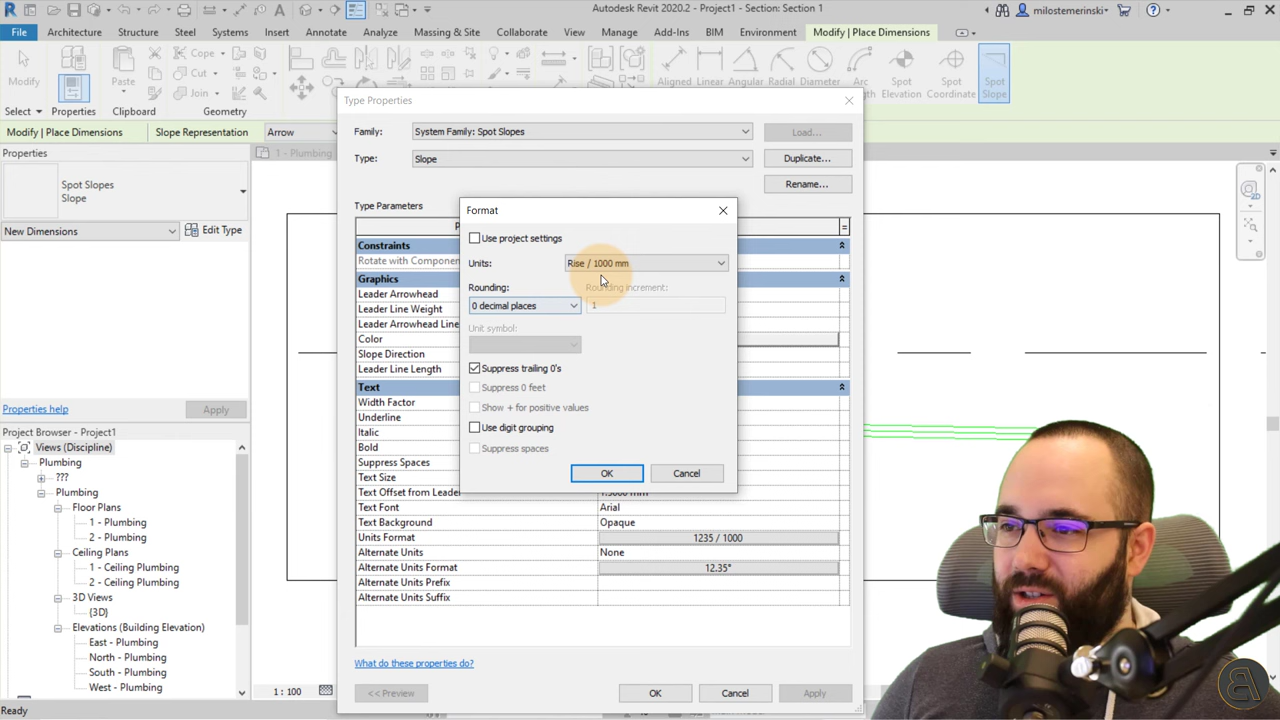 Autodesk Revit 2020.2 - Project1 - Section: Section 1
milostemerinski
File
Architecture
Structure
Steel
Systems
Insert
Annotate
Analyze
Massing & Site
Collaborate
View
Manage
Add-Ins
BIM
Environment
Modify | Place Dimensions
Modify
Properties
Paste
Cope
Cut
Join
Aligned
Linear
Angular
Radial
Diameter
Arc
Spot Elevation
Spot Coordinate
Spot Slope
Select
Properties
Clipboard
Geometry
Modify | Place Dimensions
Slope Representation
Arrow
Properties
Spot Slopes
Slope
New Dimensions
Edit Type
Properties help
Apply
Project Browser - Project1
Views (Discipline)
Plumbing
???
Plumbing
Floor Plans
1 - Plumbing
2 - Plumbing
Ceiling Plans
1 - Ceiling Plumbing
2 - Ceiling Plumbing
3D Views
{3D}
Elevations (Building Elevation)
East - Plumbing
North - Plumbing
South - Plumbing
West - Plumbing
Ready
1 - Plumbing
1 : 100
Type Properties
Family:
System Family: Spot Slopes
Load...
Type:
Slope
Duplicate...
Rename...
Type Parameters
=
Constraints
Rotate with Componen
Graphics
Leader Arrowhead
Leader Line Weight
Leader Arrowhead Line
Color
Slope Direction
Leader Line Length
Text
Width Factor
Underline
Italic
Bold
Suppress Spaces
Text Size
Text Offset from Leader
Text Font
Arial
Text Background
Opaque
Units Format
1235 / 1000
Alternate Units
None
Alternate Units Format
12.35°
Alternate Units Prefix
Alternate Units Suffix
What do these properties do?
<< Preview
OK
Cancel
Apply
Format
Use project settings
Units:
Rise / 1000 mm
Rounding:
Rounding increment:
0 decimal places
1
Unit symbol:
Suppress trailing 0's
Suppress 0 feet
Show + for positive values
Use digit grouping
Suppress spaces
OK
Cancel